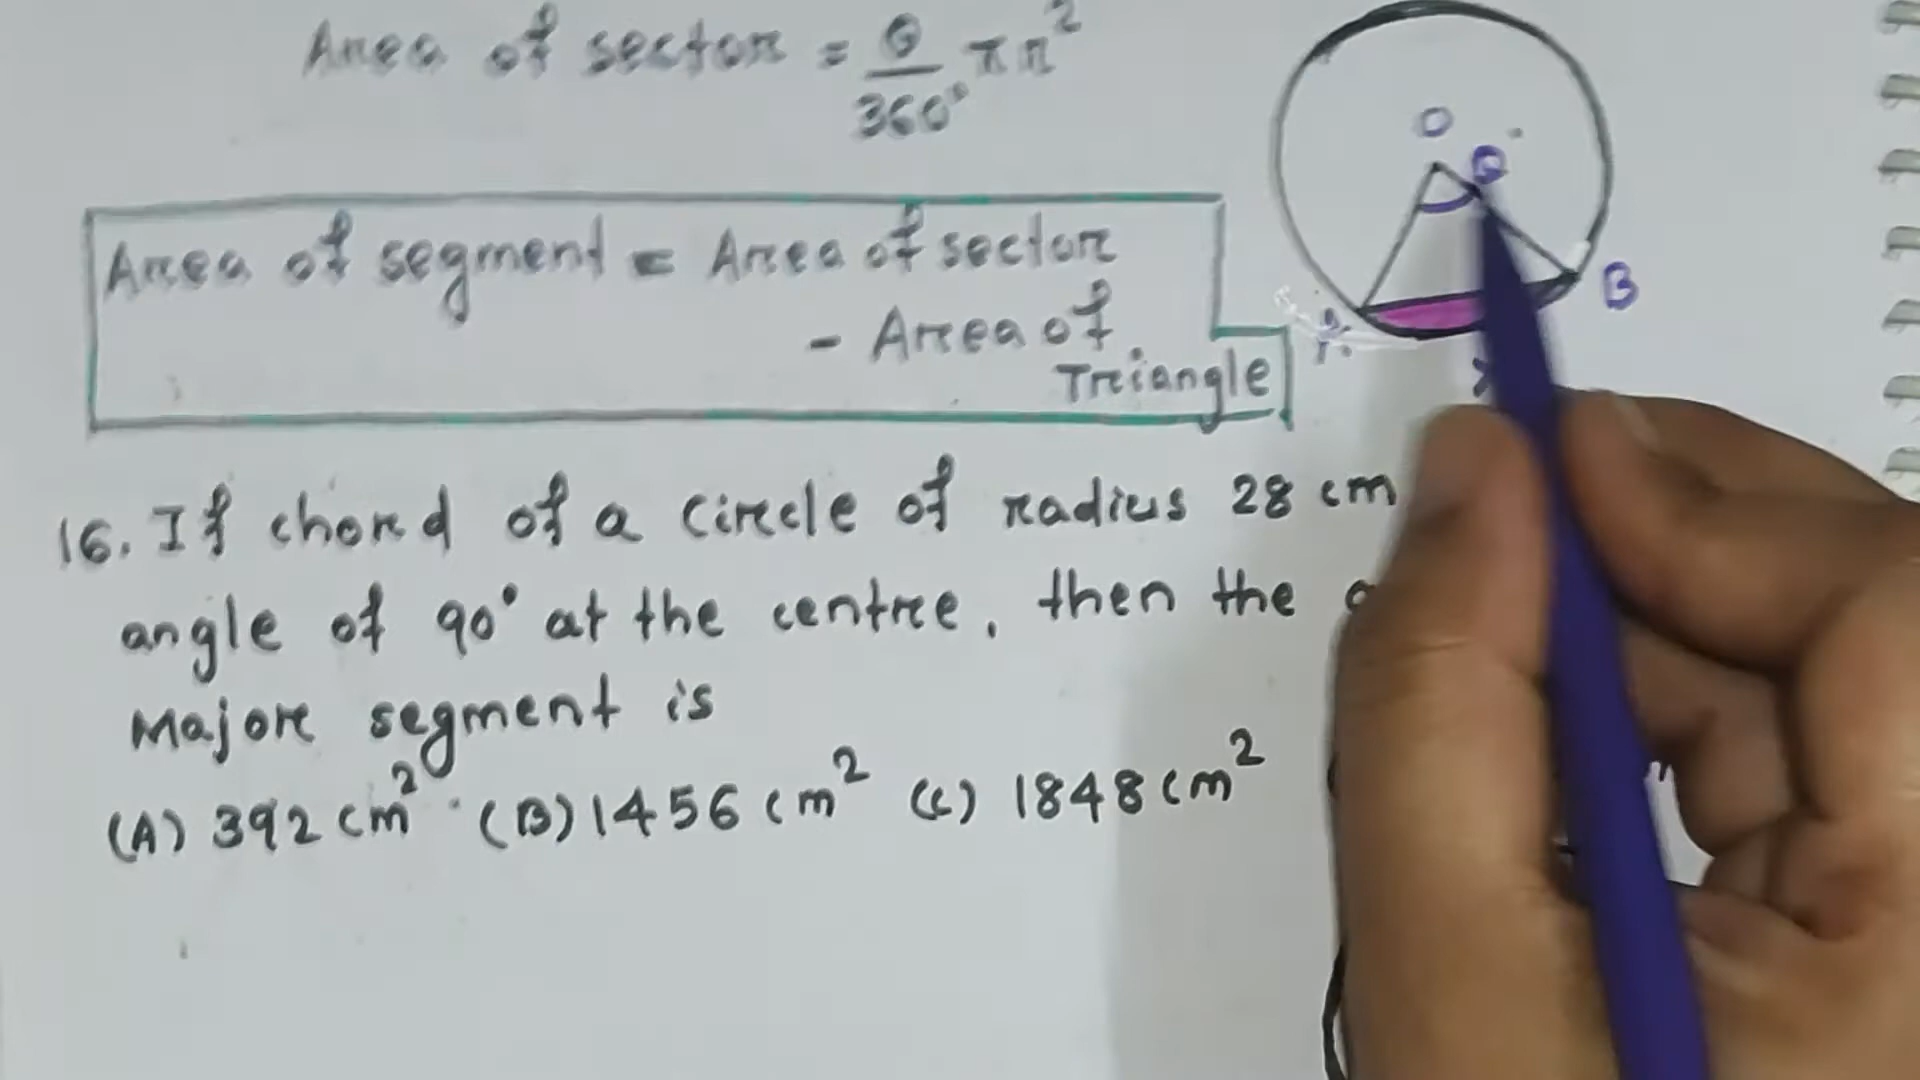 Area of sector = θ/360° πr²
O
θ
B
A
X
Area of segment = Area of sector
- Area of
Triangle
16. If chord of a circle of radius 28 cm
angle of 90° at the centre, then the
Major segment is
(A) 392 cm² (B) 1456 cm² (C) 1848 cm²